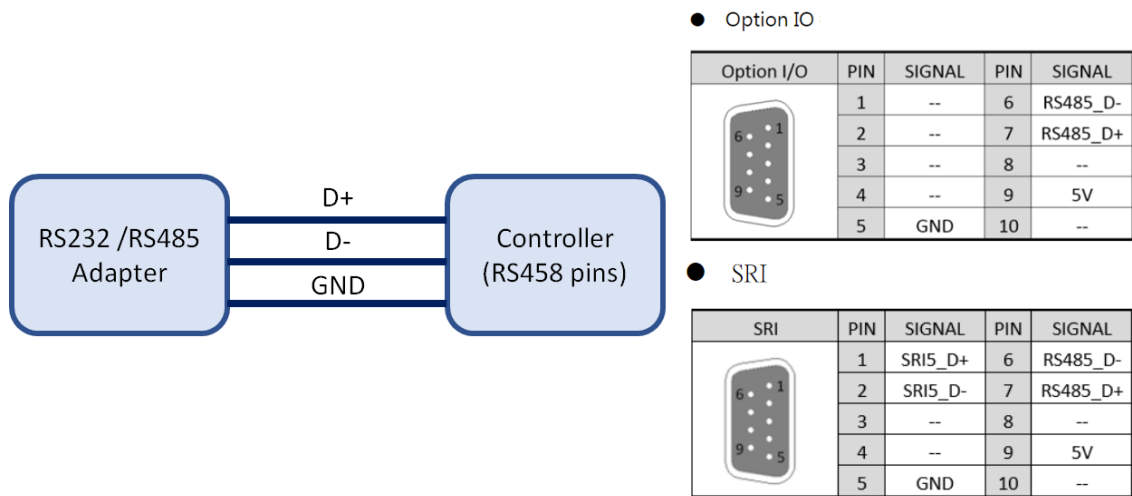 RS232 /RS485
Adapter
D+
D-
GND
Controller
(RS458 pins)
● Option IO
Option I/O PIN SIGNAL PIN SIGNAL
1 -- 6 RS485_D-
2 -- 7 RS485_D+
3 -- 8 --
4 -- 9 5V
5 GND 10 --
6 1
9 5
● SRI
SRI PIN SIGNAL PIN SIGNAL
1 SRI5_D+ 6 RS485_D-
2 SRI5_D- 7 RS485_D+
3 -- 8 --
4 -- 9 5V
5 GND 10 --
6 1
9 5